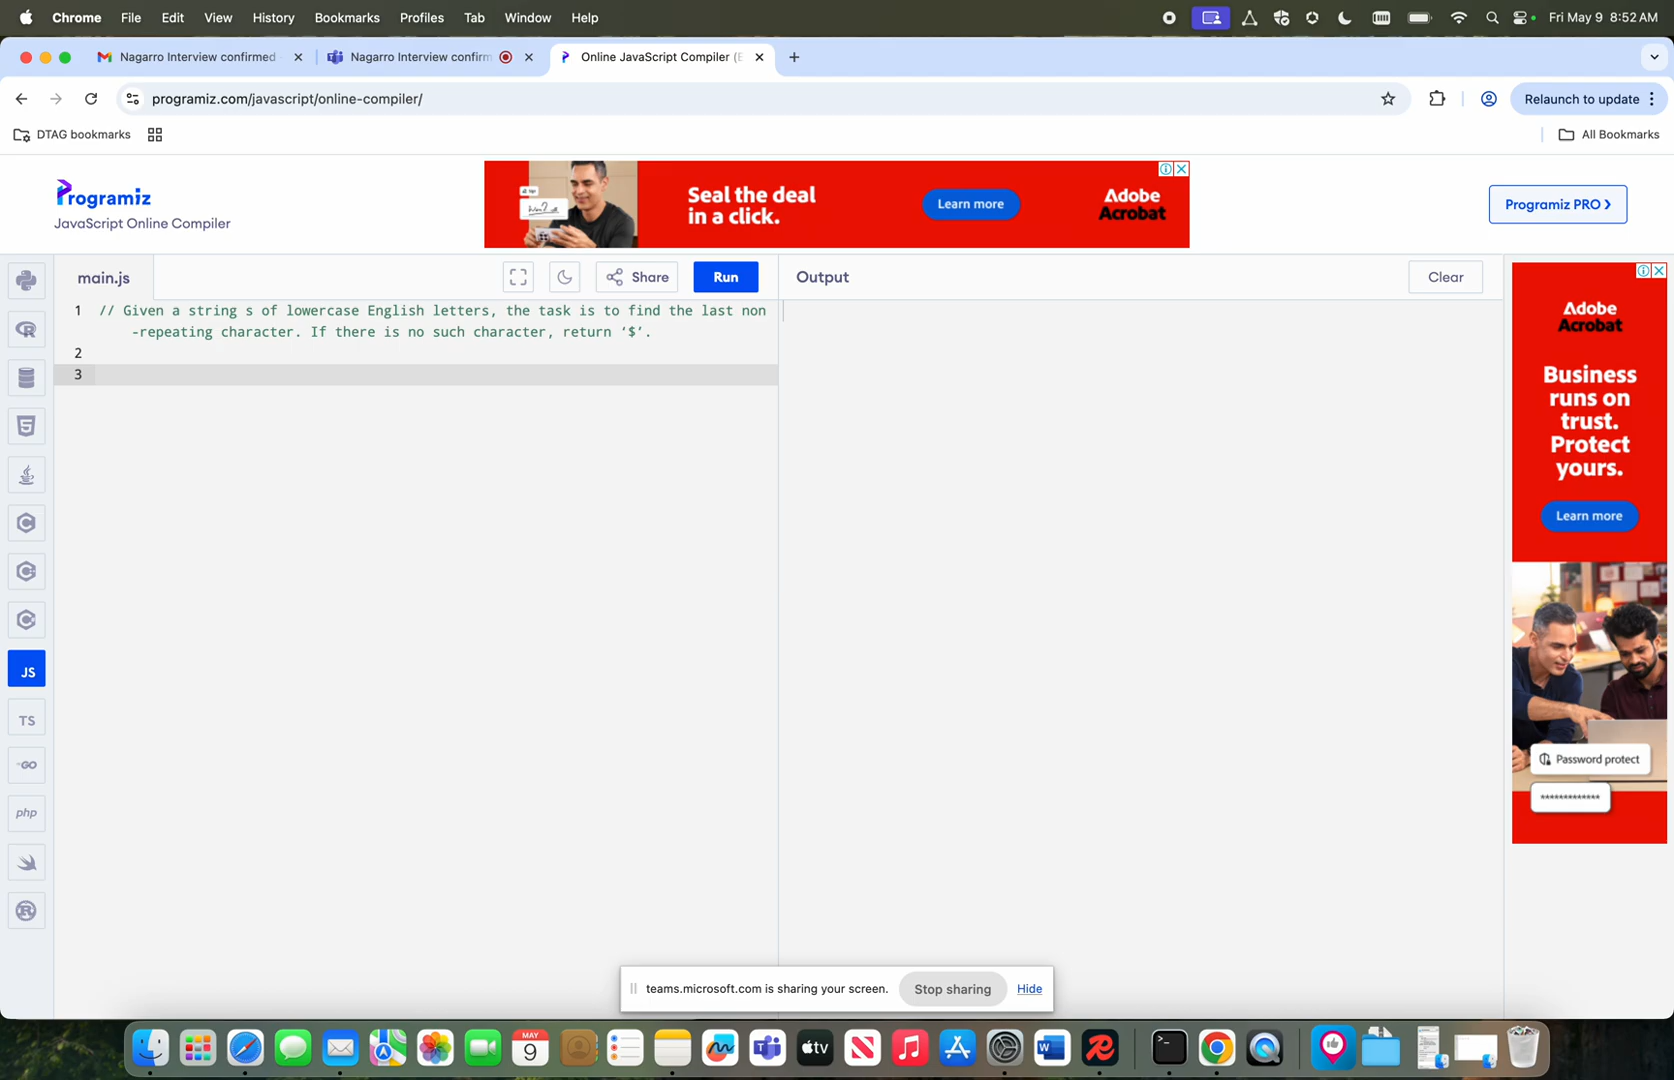 Chrome File Edit View History Bookmarks Profiles Tab Window Help Fri May 9 8:52 AM
Nagarro Interview confirmed Nagarro Interview confirm Online JavaScript Compiler (E
programiz.com/javascript/online-compiler/ Relaunch to update
DTAG bookmarks All Bookmarks
Programiz
JavaScript Online Compiler
Seal the deal
in a click.
Learn more
Adobe
Acrobat
Programiz PRO
main.js Share Run Output Clear
1 // Given a string s of lowercase English letters, the task is to find the last non
-repeating character. If there is no such character, return ‘$’.
2
3
JS
TS
GO
php
Adobe
Acrobat
Business
runs on
trust.
Protect
yours.
Learn more
Password protect
*************
teams.microsoft.com is sharing your screen. Stop sharing Hide
MAY
9
tv